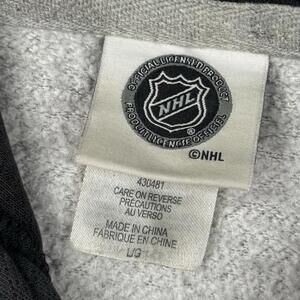 OFFICIAL LICENSED PRODUCT
NHL
PRODUIT LICENCIÉ OFFICIEL
©NHL
430481
CARE ON REVERSE
PRÉCAUTIONS
AU VERSO
MADE IN CHINA
FABRIQUE EN CHINE
L/G